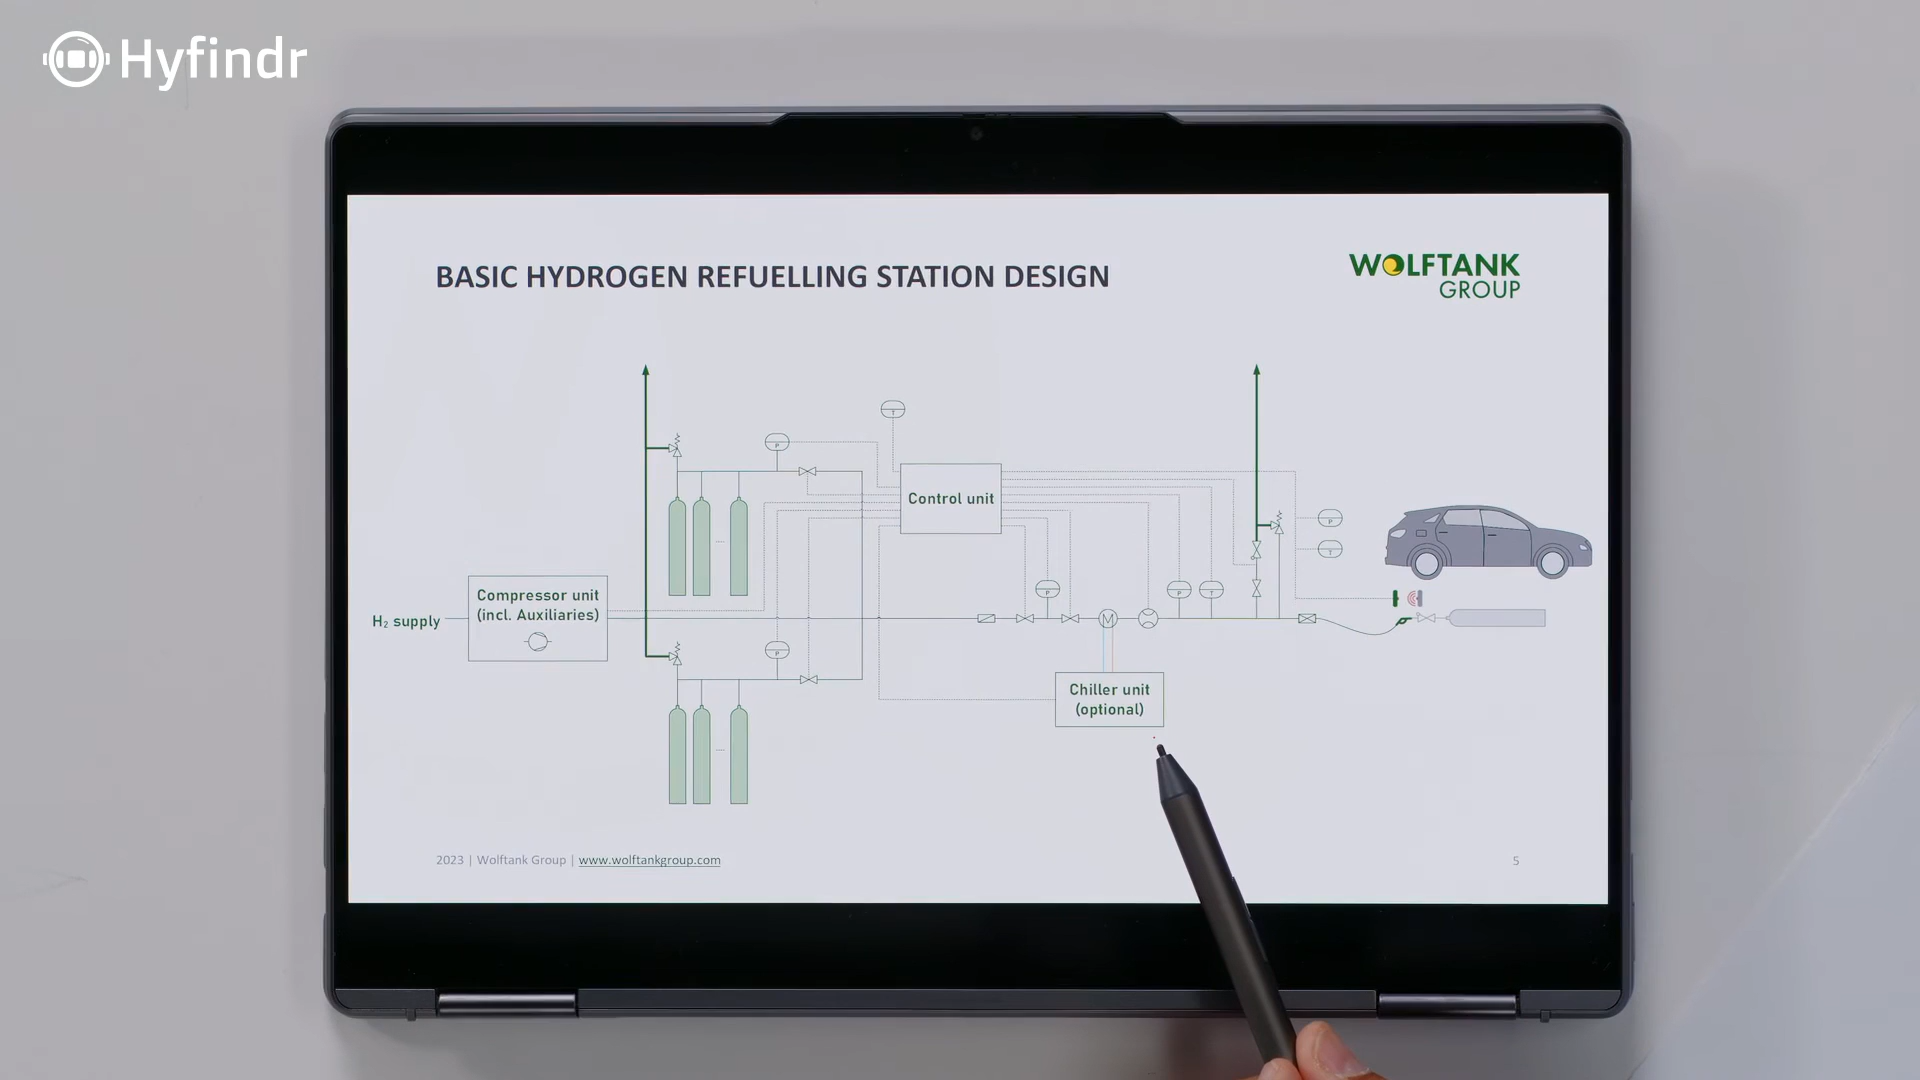 Hyfindr
BASIC HYDROGEN REFUELLING STATION DESIGN
WOLFTANK
GROUP
T
P
Control unit
P
T
Compressor unit
(incl. Auxiliaries)
H₂ supply
P
P
T
M
P
Chiller unit
(optional)
2023 | Wolftank Group | www.wolftankgroup.com
5